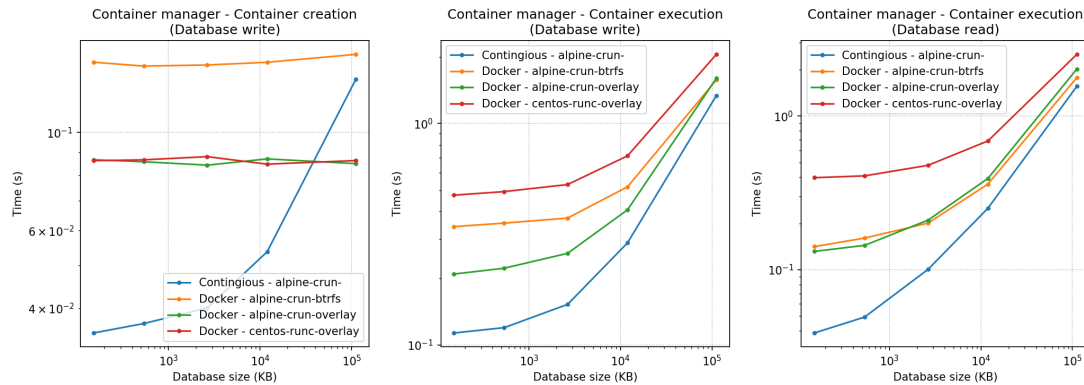 Container manager - Container creation
(Database write)
10⁻¹
6 × 10⁻²
4 × 10⁻²
Time (s)
Contingious - alpine-crun-
Docker - alpine-crun-btrfs
Docker - alpine-crun-overlay
Docker - centos-runc-overlay
10³
10⁴
10⁵
Database size (KB)
Container manager - Container execution
(Database write)
10⁰
10⁻¹
Time (s)
Contingious - alpine-crun-
Docker - alpine-crun-btrfs
Docker - alpine-crun-overlay
Docker - centos-runc-overlay
10³
10⁴
10⁵
Database size (KB)
Container manager - Container execution
(Database read)
10⁰
10⁻¹
Time (s)
Contingious - alpine-crun-
Docker - alpine-crun-btrfs
Docker - alpine-crun-overlay
Docker - centos-runc-overlay
10³
10⁴
10⁵
Database size (KB)